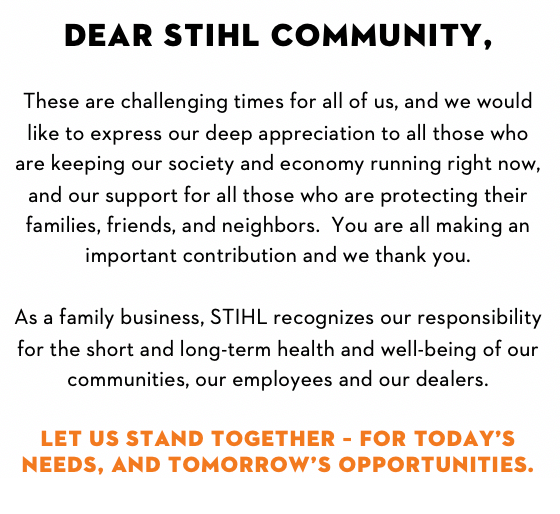 DEAR STIHL COMMUNITY,
These are challenging times for all of us, and we would
like to express our deep appreciation to all those who
are keeping our society and economy running right now,
and our support for all those who are protecting their
families, friends, and neighbors.  You are all making an
important contribution and we thank you.
As a family business, STIHL recognizes our responsibility
for the short and long-term health and well-being of our
communities, our employees and our dealers.
LET US STAND TOGETHER – FOR TODAY’S
NEEDS, AND TOMORROW’S OPPORTUNITIES.